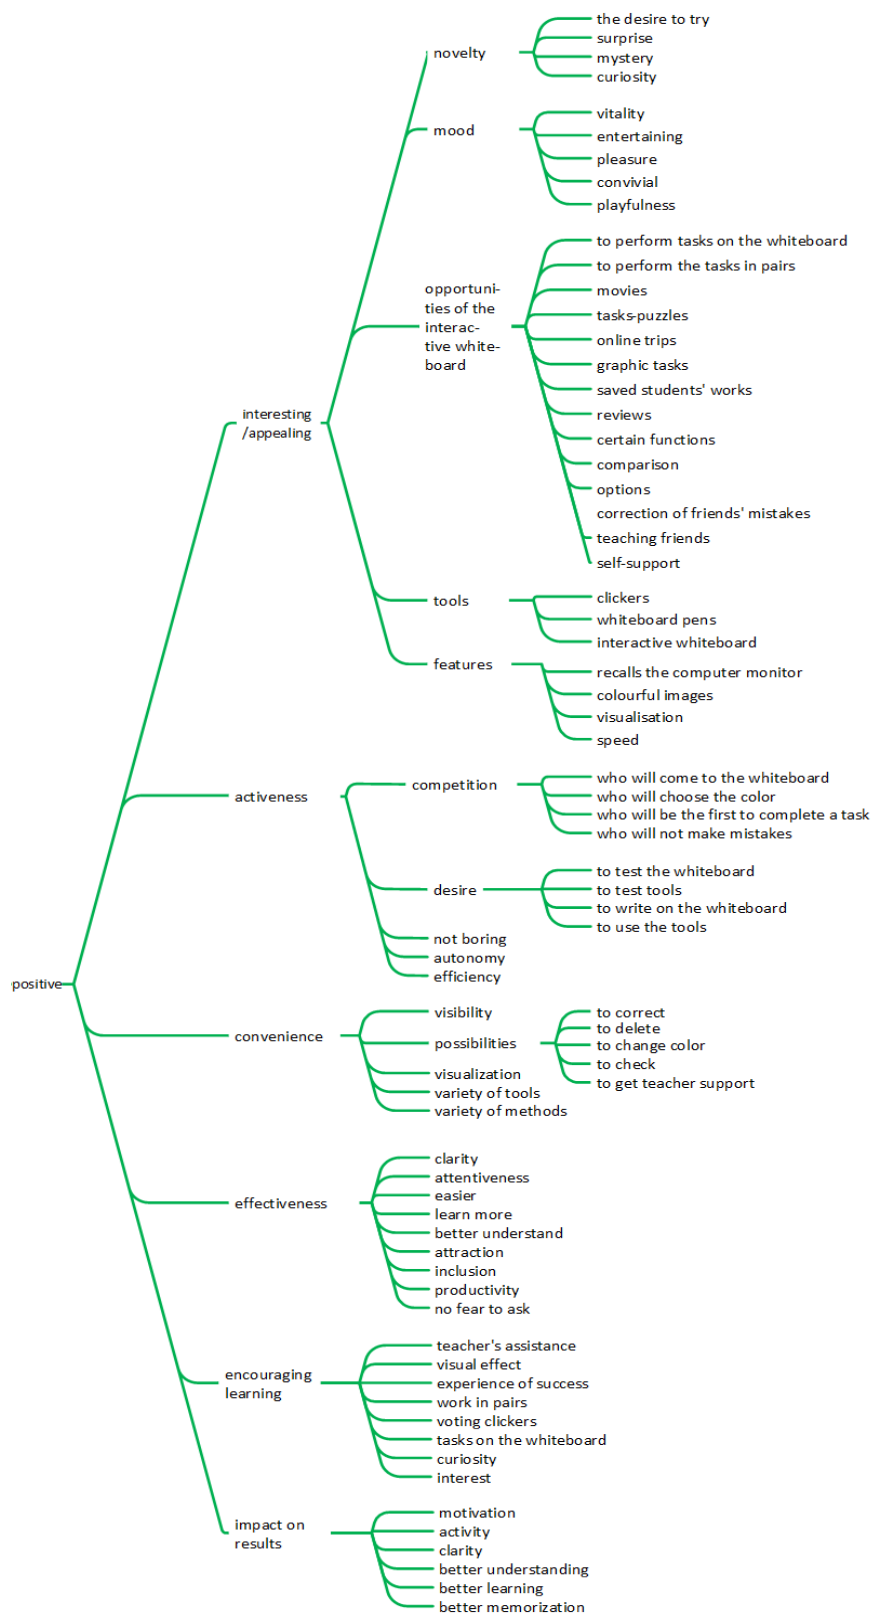 the desire to try
surprise
novelty
mystery
curiosity
vitality
mood
entertaining
pleasure
convivial
playfulness
to perform tasks on the whiteboard
to perform the tasks in pairs
opportuni-
ties of the
interac-
tive white-
board
movies
tasks-puzzles
online trips
graphic tasks
saved students' works
reviews
certain functions
comparison
options
correction of friends' mistakes
teaching friends
self-support
interesting
/appealing
clickers
tools
whiteboard pens
interactive whiteboard
features
recalls the computer monitor
colourful images
visualisation
speed
activeness
competition
who will come to the whiteboard
who will choose the color
who will be the first to complete a task
who will not make mistakes
desire
to test the whiteboard
to test tools
to write on the whiteboard
to use the tools
not boring
autonomy
efficiency
positive
convenience
visibility
possibilities
to correct
to delete
to change color
to check
to get teacher support
visualization
variety of tools
variety of methods
effectiveness
clarity
attentiveness
easier
learn more
better understand
attraction
inclusion
productivity
no fear to ask
encouraging
learning
teacher's assistance
visual effect
experience of success
work in pairs
voting clickers
tasks on the whiteboard
curiosity
interest
impact on
results
motivation
activity
clarity
better understanding
better learning
better memorization